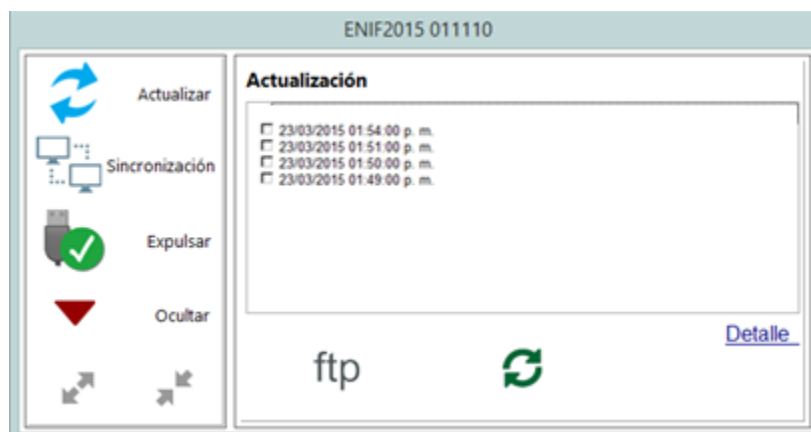 ENIF2015 011110
Actualizar
Sincronización
Expulsar
Ocultar
Actualización
23/03/2015 01:54:00 p. m.
23/03/2015 01:51:00 p. m.
23/03/2015 01:50:00 p. m.
23/03/2015 01:49:00 p. m.
Detalle
ftp